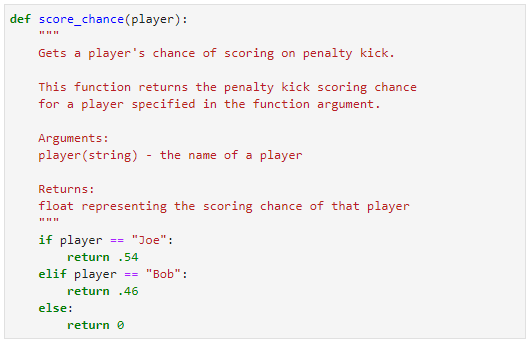 def score_chance(player):
    """
    Gets a player's chance of scoring on penalty kick.

    This function returns the penalty kick scoring chance
    for a player specified in the function argument.

    Arguments:
    player(string) - the name of a player

    Returns:
    float representing the scoring chance of that player
    """
    if player == "Joe":
        return .54
    elif player == "Bob":
        return .46
    else:
        return 0